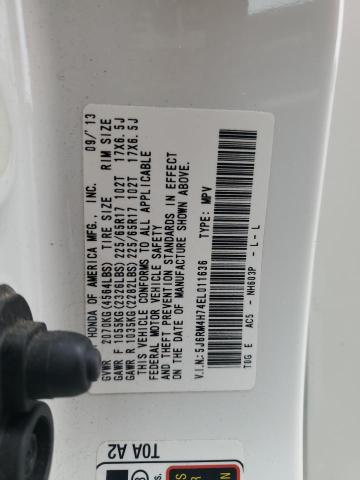 HONDA OF AMERICA MFG., INC. 09/'13
GVWR 2070KG(4564LBS) TIRE SIZE RIM SIZE
GAWR F 1055KG(2326LBS) 225/65R17 102T 17X6.5J
GAWR R 1035KG(2282LBS) 225/65R17 102T 17X6.5J
THIS VEHICLE CONFORMS TO ALL APPLICABLE
FEDERAL MOTOR VEHICLE SAFETY
AND THEFT PREVENTION STANDARDS IN EFFECT
ON THE DATE OF MANUFACTURE SHOWN ABOVE.
V.I.N.:5J6RM4H74EL011636 TYPE: MPV
TOG E AC5 - NH603P - L - L
TOA A2